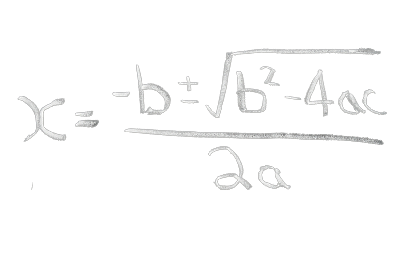 x = -b ± √(b² - 4ac) / 2a